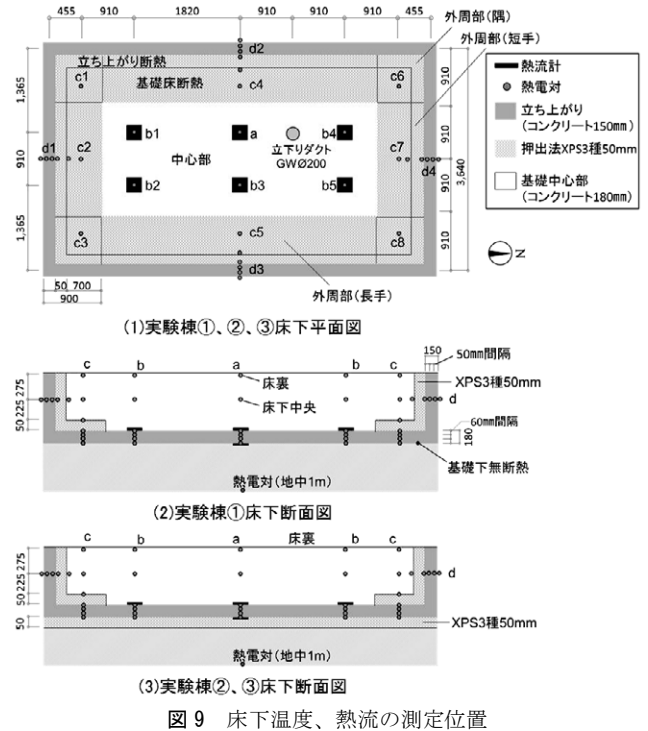 455 910 1820 910 910 910 455
外周部(隅)
外周部(短手)
立ち上がり断熱
d2
c1
基礎床断熱
c4
c6
1,365
910
1,365
910
910
910
910
3,640
b1
a
b4
立下りダクト
GWØ200
d1
c2
中心部
c7
d4
b2
b3
b5
c3
c5
c8
d3
50 700
900
外周部(長手)
熱流計
熱電対
立ち上がり
(コンクリート150㎜)
押出法XPS3種50mm
基礎中心部
(コンクリート180㎜)
N
(1)実験棟①、②、③床下平面図
c b a b c
150
50㎜間隔
床裏
XPS3種50mm
床下中央
d
50 225 275
60㎜間隔
180
基礎下無断熱
熱電対(地中1m)
(2)実験棟①床下断面図
c b a 床裏 b c
50 225 275
50
d
XPS3種50mm
熱電対(地中1m)
(3)実験棟②、③床下断面図
図 9 床下温度、熱流の測定位置